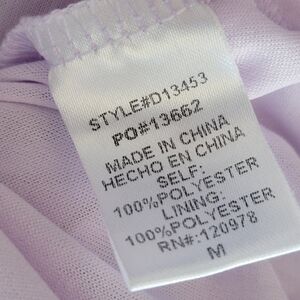 STYLE#D13453
PO#13662
MADE IN CHINA
HECHO EN CHINA
SELF:
100%POLYESTER
LINING:
100%POLYESTER
RN#:120978
M